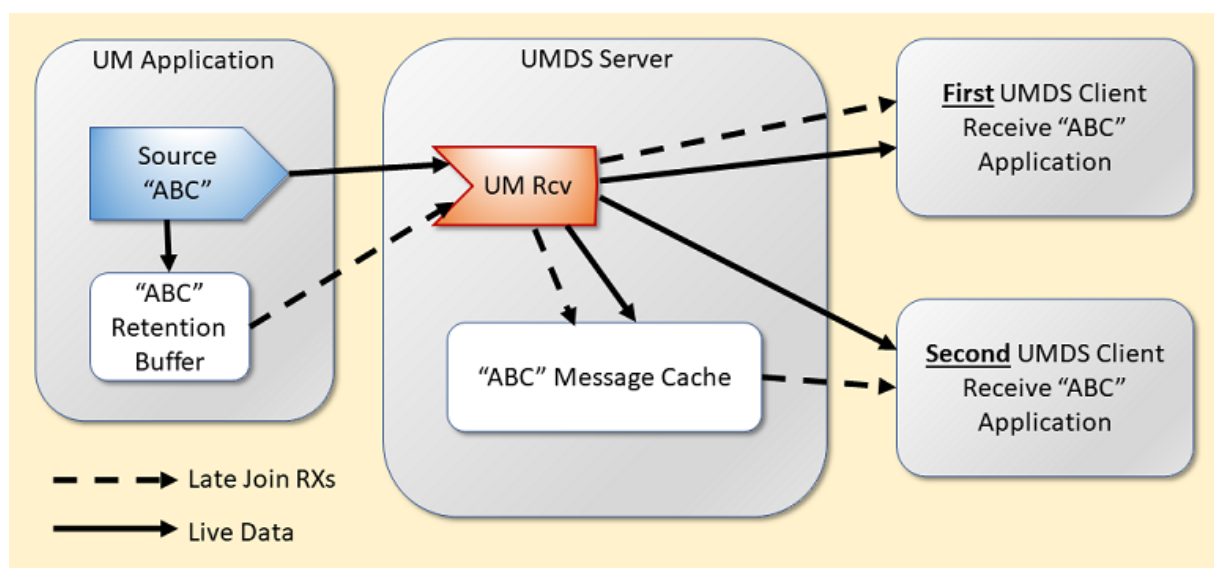 UM Application
Source
“ABC”
“ABC”
Retention
Buffer
UMDS Server
UM Rcv
“ABC” Message Cache
First UMDS Client
Receive “ABC”
Application
Second UMDS Client
Receive “ABC”
Application
Late Join RXs
Live Data